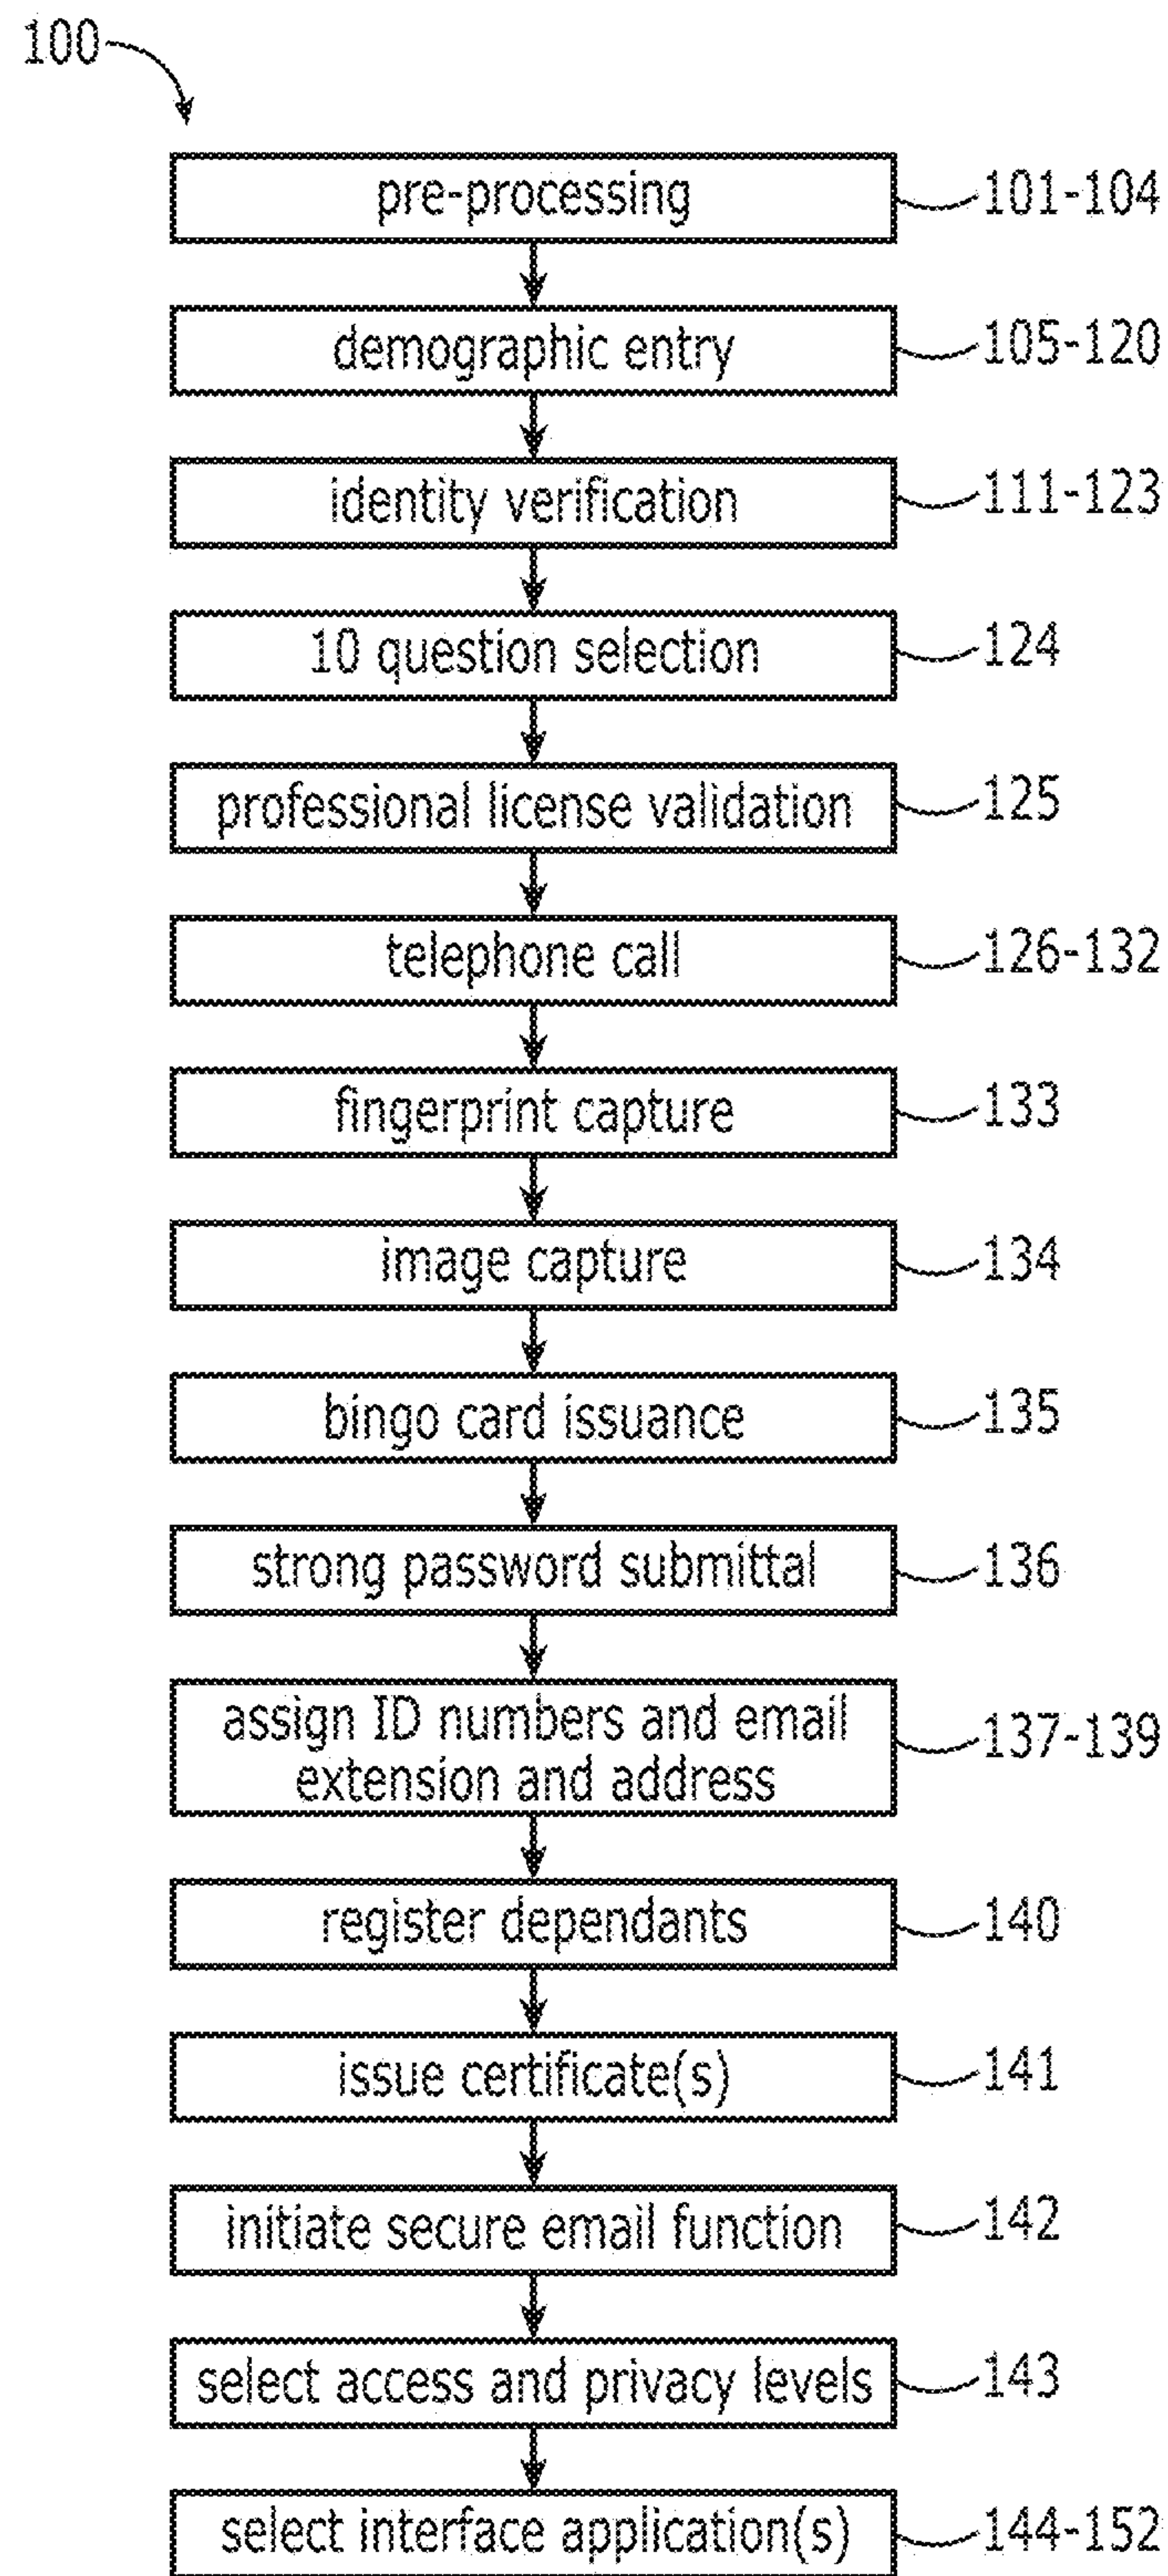 100
pre-processing 101-104
demographic entry 105-120
identity verification 111-123
10 question selection 124
professional license validation 125
telephone call 126-132
fingerprint capture 133
image capture 134
bingo card issuance 135
strong password submittal 136
assign ID numbers and email
extension and address 137-139
register dependants 140
issue certificate(s) 141
initiate secure email function 142
select access and privacy levels 143
select interface application(s) 144-152